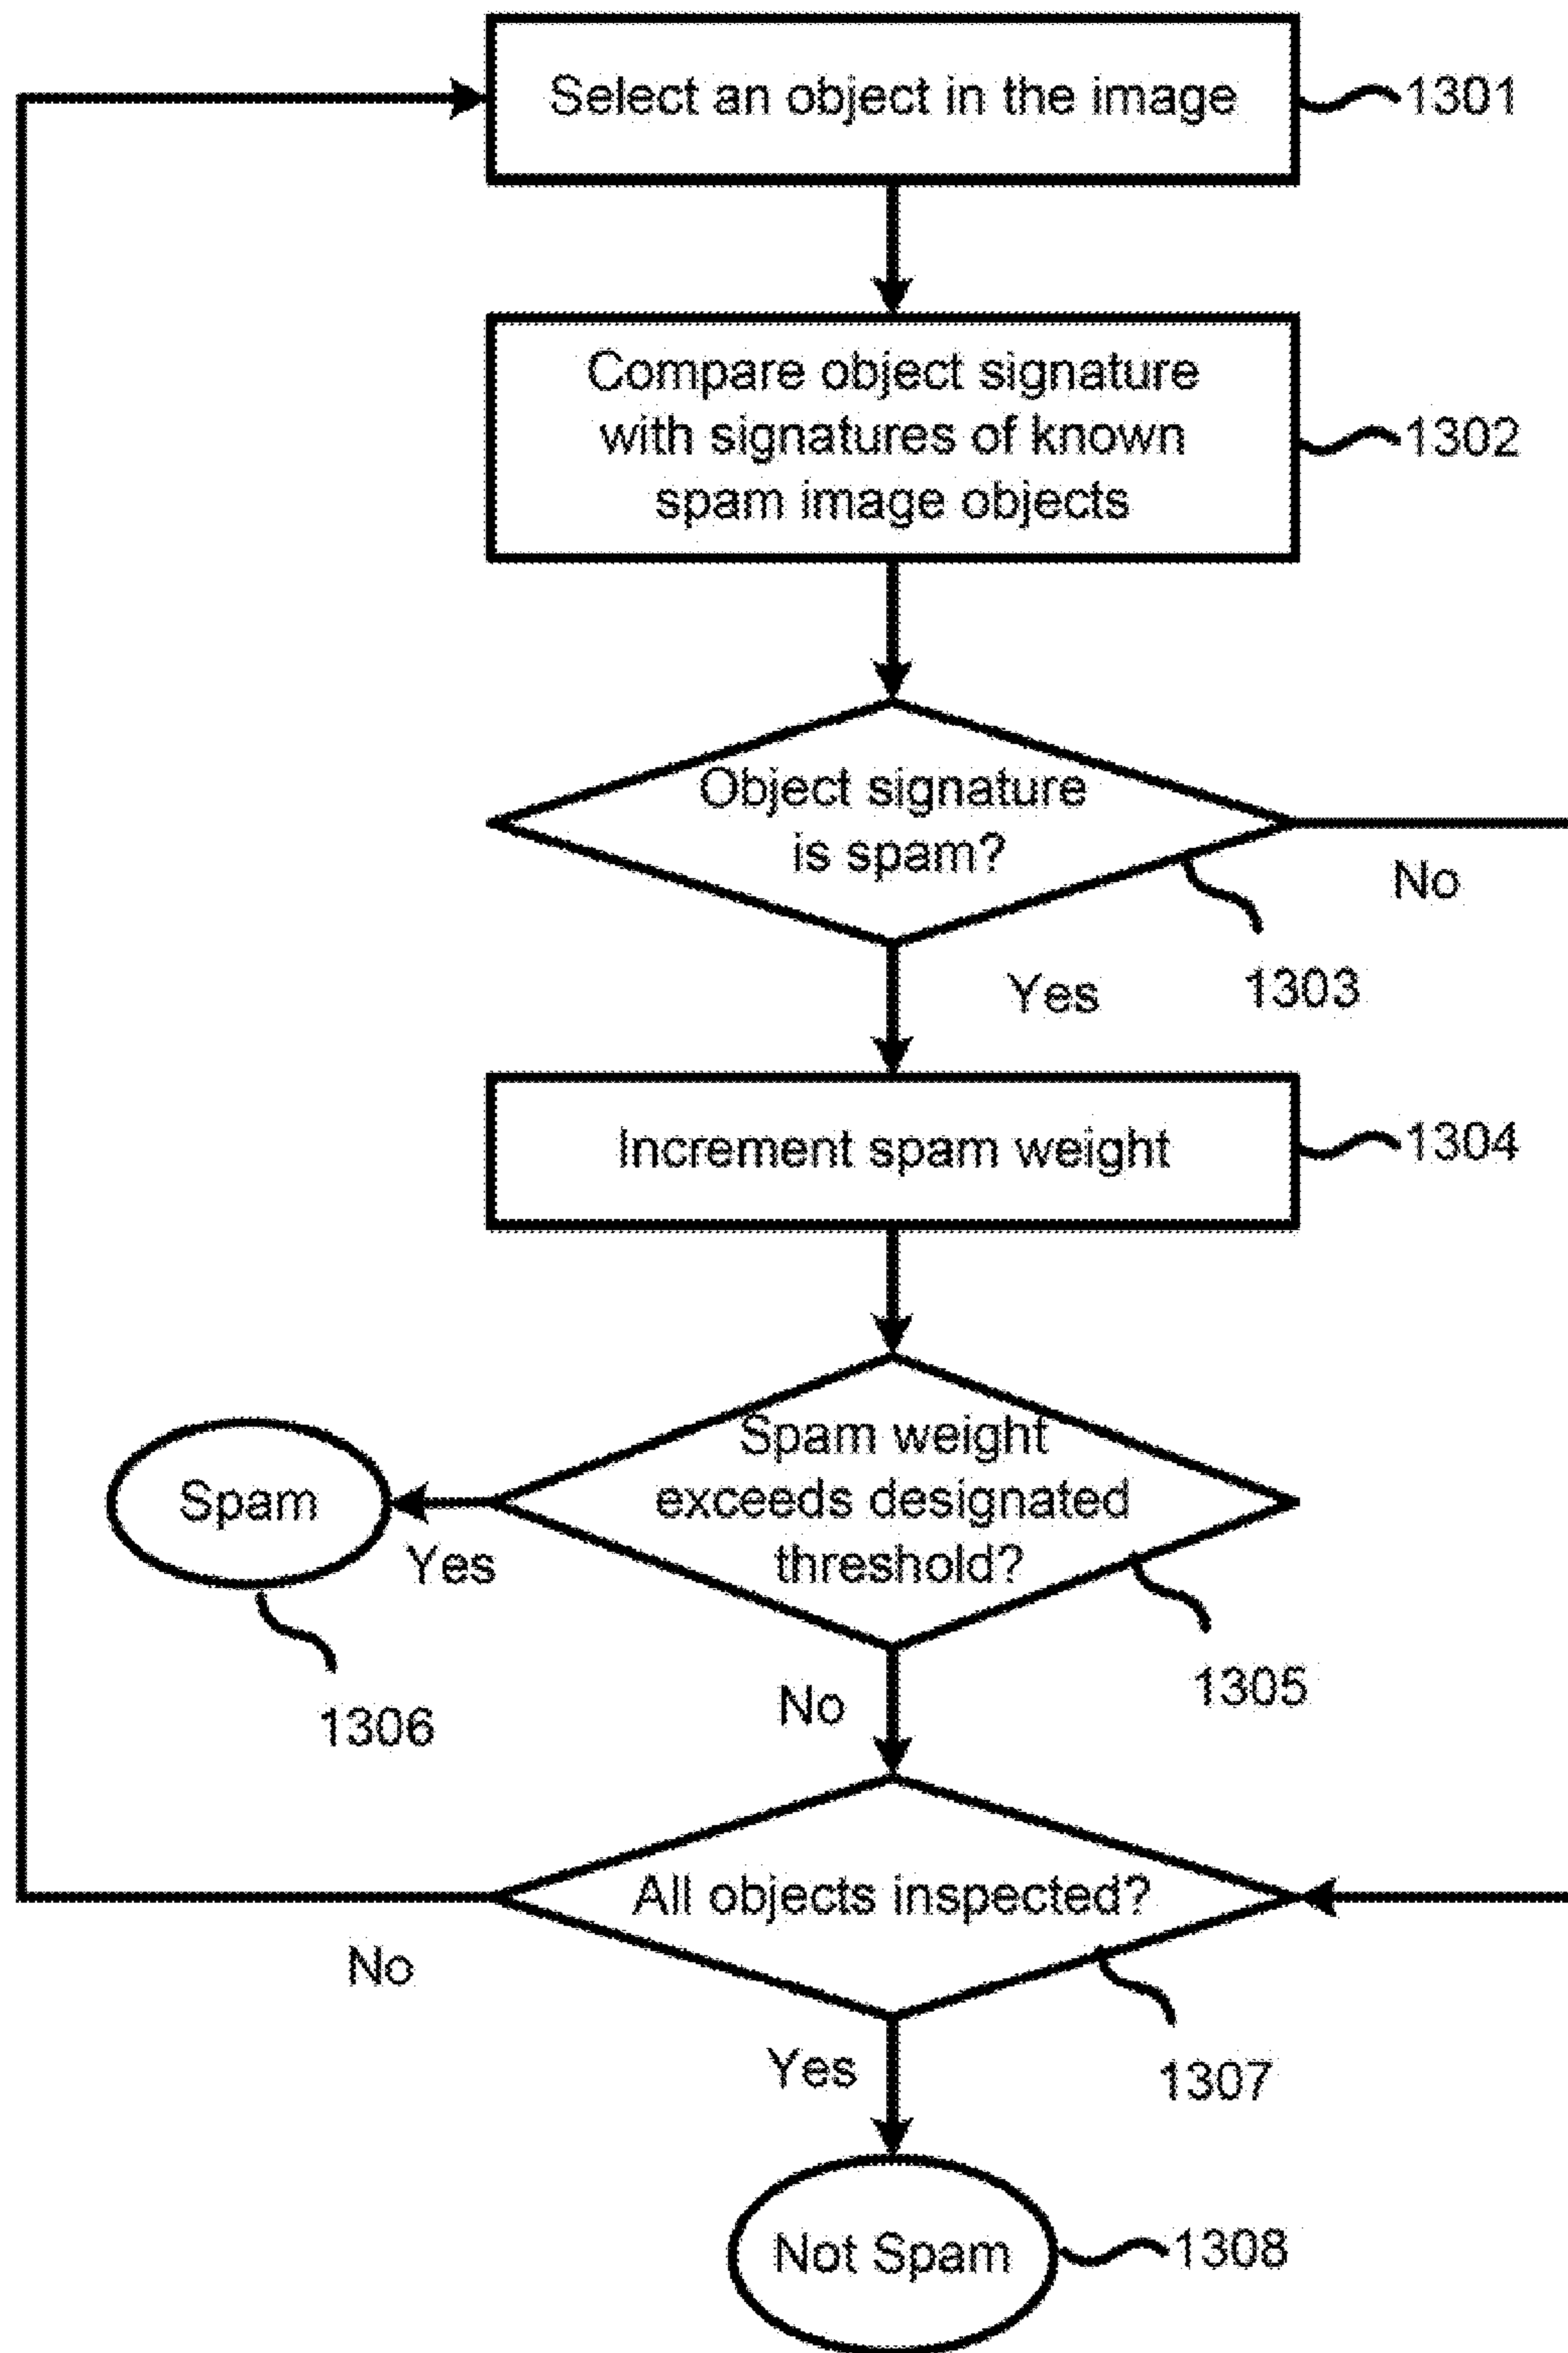 Select an object in the image
1301
Compare object signature
with signatures of known
spam image objects
1302
Object signature
is spam?
No
1303
Yes
Increment spam weight
1304
Spam weight
exceeds designated
threshold?
Spam
Yes
1305
No
1306
All objects inspected?
No
Yes
1307
Not Spam
1308